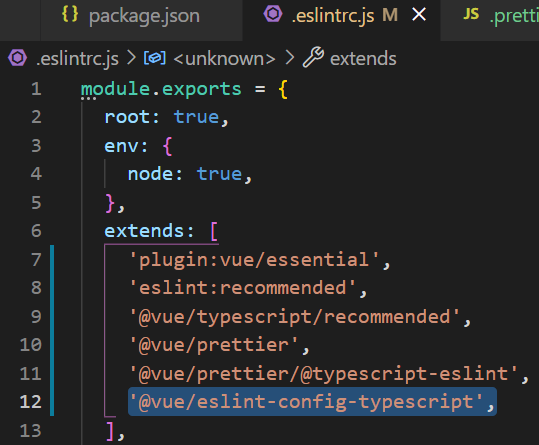 {} package.json .eslintrc.js M × JS .pretti
.eslintrc.js > <unknown> > extends
1 module.exports = {
2 root: true,
3 env: {
4 node: true,
5 },
6 extends: [
7 'plugin:vue/essential',
8 'eslint:recommended',
9 '@vue/typescript/recommended',
10 '@vue/prettier',
11 '@vue/prettier/@typescript-eslint',
12 '@vue/eslint-config-typescript',
13 ],